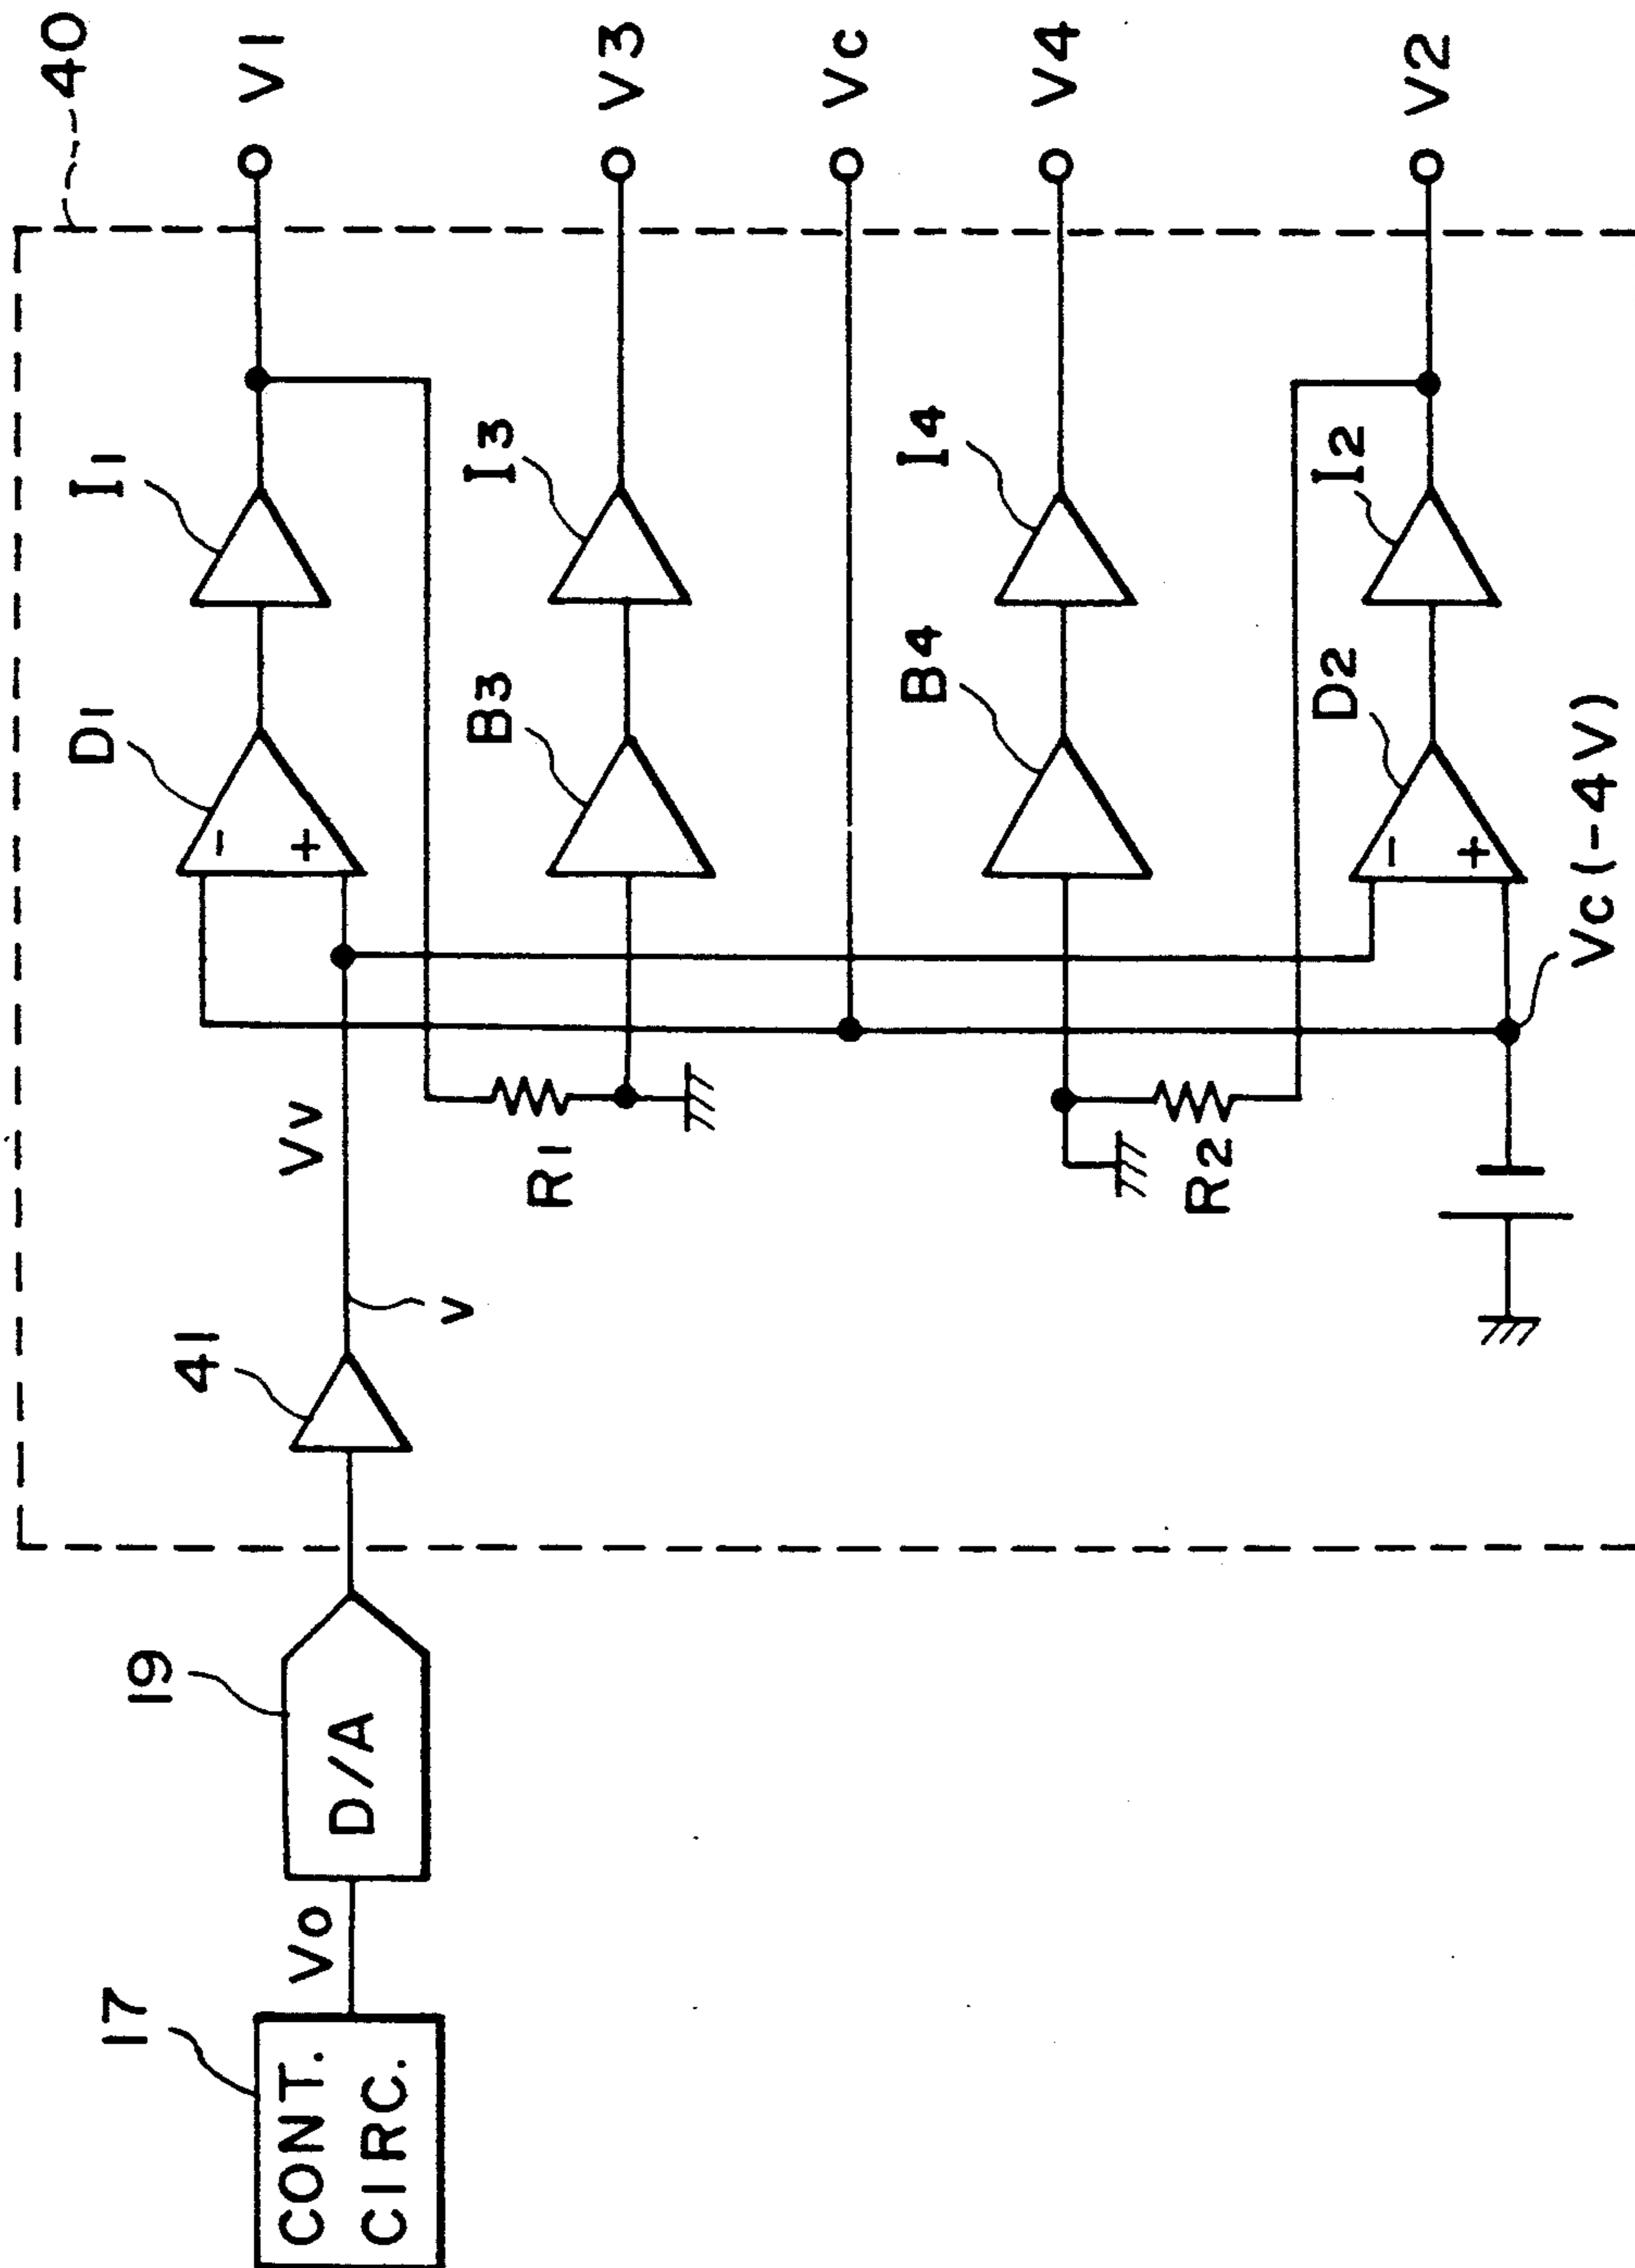 40
V1
V3
Vc
V4
V2
I1
I3
I4
I2
D1
B3
B4
D2
-
+
-
+
Vc (-4V)
Vv
R1
R2
v
41
19
D/A
Vo
17
CONT.
CIRC.